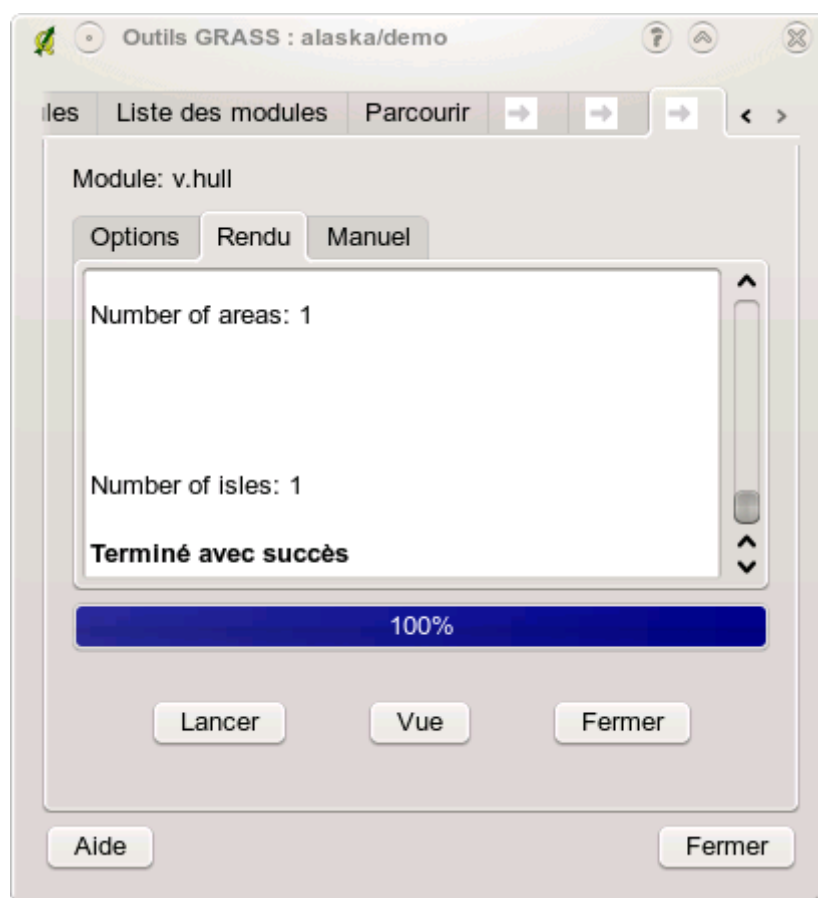 Outils GRASS : alaska/demo
les Liste des modules Parcourir
Module: v.hull
Options Rendu Manuel
Number of areas: 1
Number of isles: 1
Terminé avec succès
100%
Lancer Vue Fermer
Aide Fermer